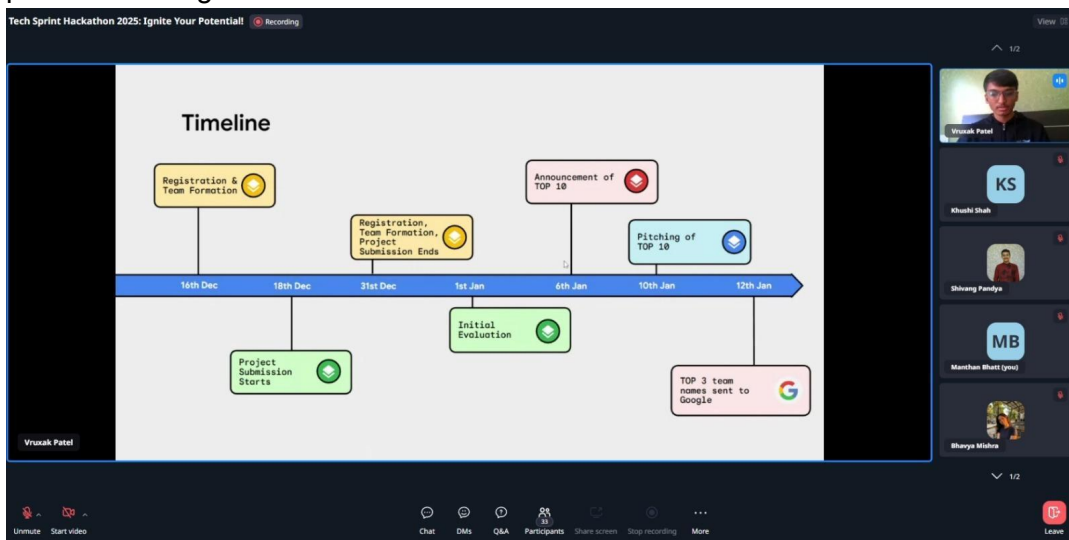 Tech Sprint Hackathon 2025: Ignite Your Potential!
Recording
View
1/2
Timeline
Registration &
Team Formation
Registration,
Team Formation,
Project
Submission Ends
Announcement of
TOP 10
Pitching of
TOP 10
16th Dec
18th Dec
31st Dec
1st Jan
6th Jan
10th Jan
12th Jan
Project
Submission
Starts
Initial
Evaluation
TOP 3 team
names sent to
Google
G
Vruxak Patel
Vruxak Patel
KS
Khushi Shah
Shivang Pandya
MB
Manthan Bhatt (you)
Bhavya Mishra
1/2
Unmute
Start video
Chat
DMs
Q&A
33
Participants
Share screen
Stop recording
More
Leave